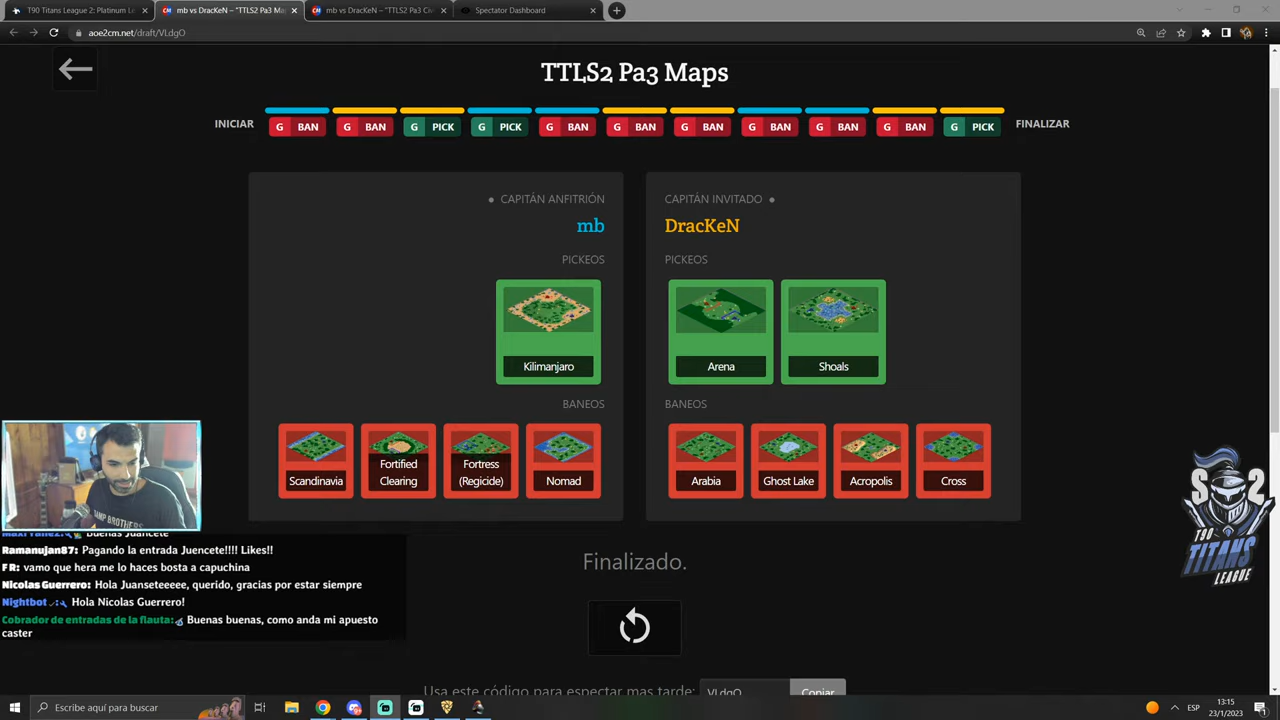 T90 Titans League 2: Platinum Le
mb vs DracKeN – "TTLS2 Pa3 Ma
mb vs DracKeN – "TTLS2 Pa3 Civ
Spectator Dashboard
aoe2cm.net/draft/VLdgO
TTLS2 Pa3 Maps
INICIAR
G BAN
G BAN
G PICK
G PICK
G BAN
G BAN
G BAN
G BAN
G BAN
G BAN
G PICK
FINALIZAR
CAPITÁN ANFITRIÓN
mb
PICKEOS
Kilimanjaro
BANEOS
Scandinavia
Fortified
Clearing
Fortress
(Regicide)
Nomad
CAPITÁN INVITADO
DracKeN
PICKEOS
Arena
Shoals
BANEOS
Arabia
Ghost Lake
Acropolis
Cross
Finalizado.
Usa este código para espectar mas tarde:
VLdgO
Copiar
Buenas Juancete
Ramanujan87: Pagando la entrada Juencete!!!! Likes!!
F R: vamo que hera me lo haces bosta a capuchina
Nicolas Guerrero: Hola Juanseteeeee, querido, gracias por estar siempre
Nightbot: Hola Nicolas Guerrero!
Cobrador de entradas de la flauta: Buenas buenas, como anda mi apuesto
caster
S 2
T90
TITANS
LEAGUE
Escribe aquí para buscar
ESP
13:15
23/1/2023